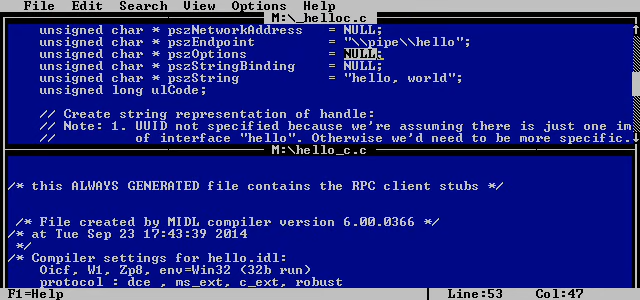 File Edit Search View Options Help
M:\_helloc.c
unsigned char * pszNetworkAddress = NULL;
unsigned char * pszEndpoint = "\\pipe\\hello";
unsigned char * pszOptions = NULL;
unsigned char * pszStringBinding = NULL;
unsigned char * pszString = "hello, world";
unsigned long ulCode;
// Create string representation of handle:
// Note: 1. UUID not specified because we're assuming there is just one im
// of interface "hello". Otherwise we'd need to be more specific.
M:\hello_c.c
/* this ALWAYS GENERATED file contains the RPC client stubs */
/* File created by MIDL compiler version 6.00.0366 */
/* at Tue Sep 23 17:43:39 2014
*/
/* Compiler settings for hello.idl:
Oicf, W1, Zp8, env=Win32 (32b run)
protocol : dce , ms_ext, c_ext, robust
F1=Help Line:53 Col:47